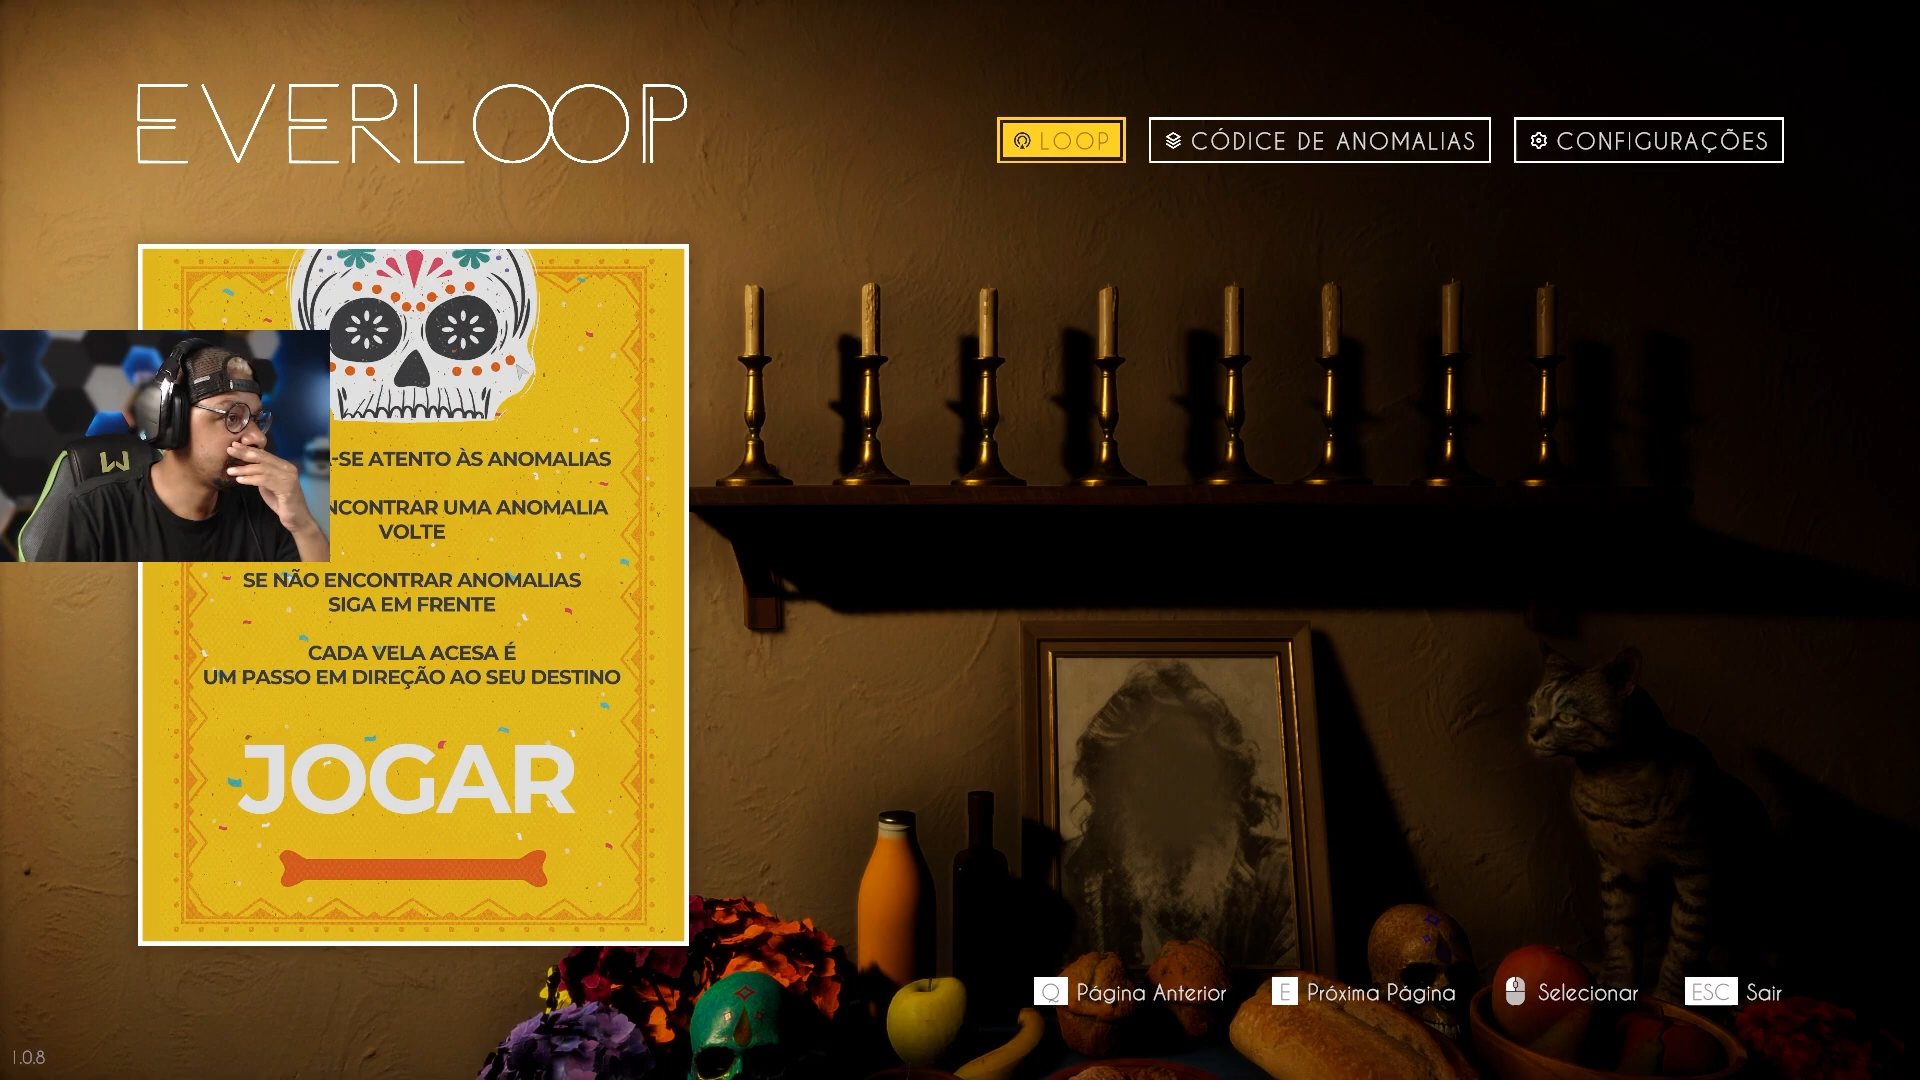 EVERLOOP
LOOP
CÓDICE DE ANOMALIAS
CONFIGURAÇÕES
-SE ATENTO ÀS ANOMALIAS
ENCONTRAR UMA ANOMALIA
VOLTE
SE NÃO ENCONTRAR ANOMALIAS
SIGA EM FRENTE
CADA VELA ACESA É
UM PASSO EM DIREÇÃO AO SEU DESTINO
JOGAR
Q Página Anterior
E Próxima Página
Selecionar
ESC Sair
1.0.8